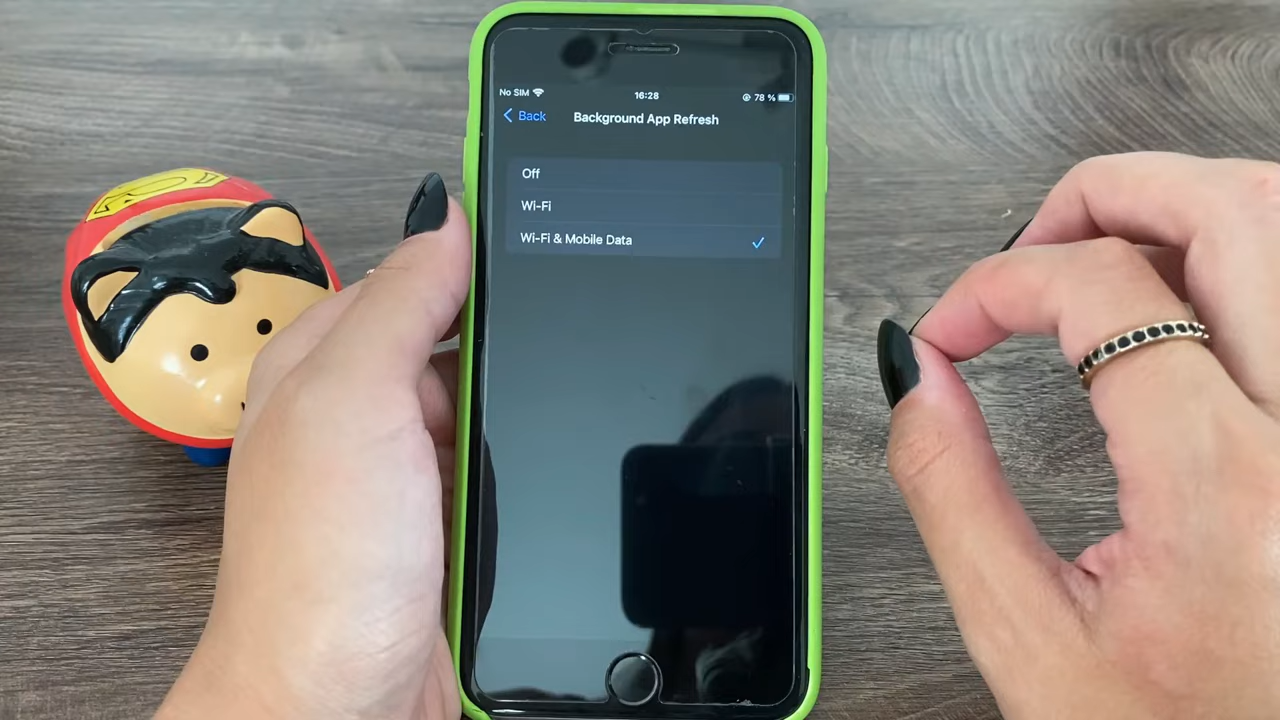 No SIM 16:28 78 %
Back Background App Refresh
Off
Wi-Fi
Wi-Fi & Mobile Data